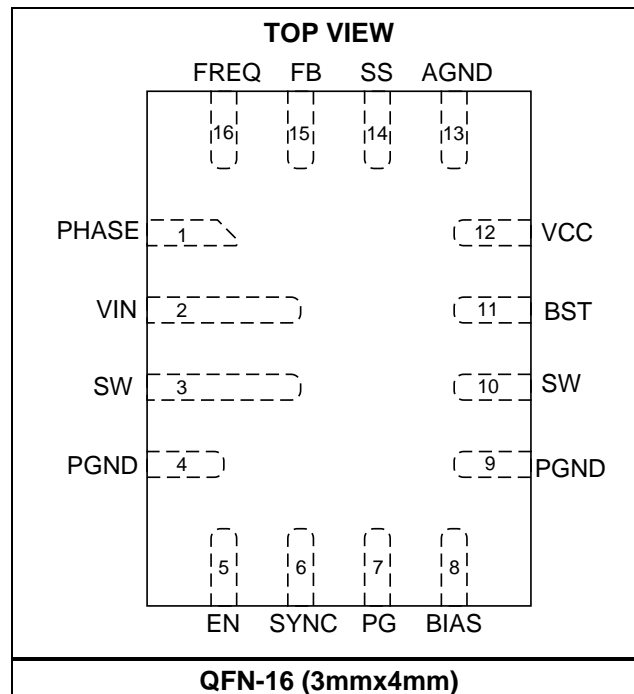 TOP VIEW
FREQ FB SS AGND
16 15 14 13
PHASE 1 12 VCC
VIN 2 11 BST
SW 3 10 SW
PGND 4 9 PGND
5 6 7 8
EN SYNC PG BIAS
QFN-16 (3mmx4mm)